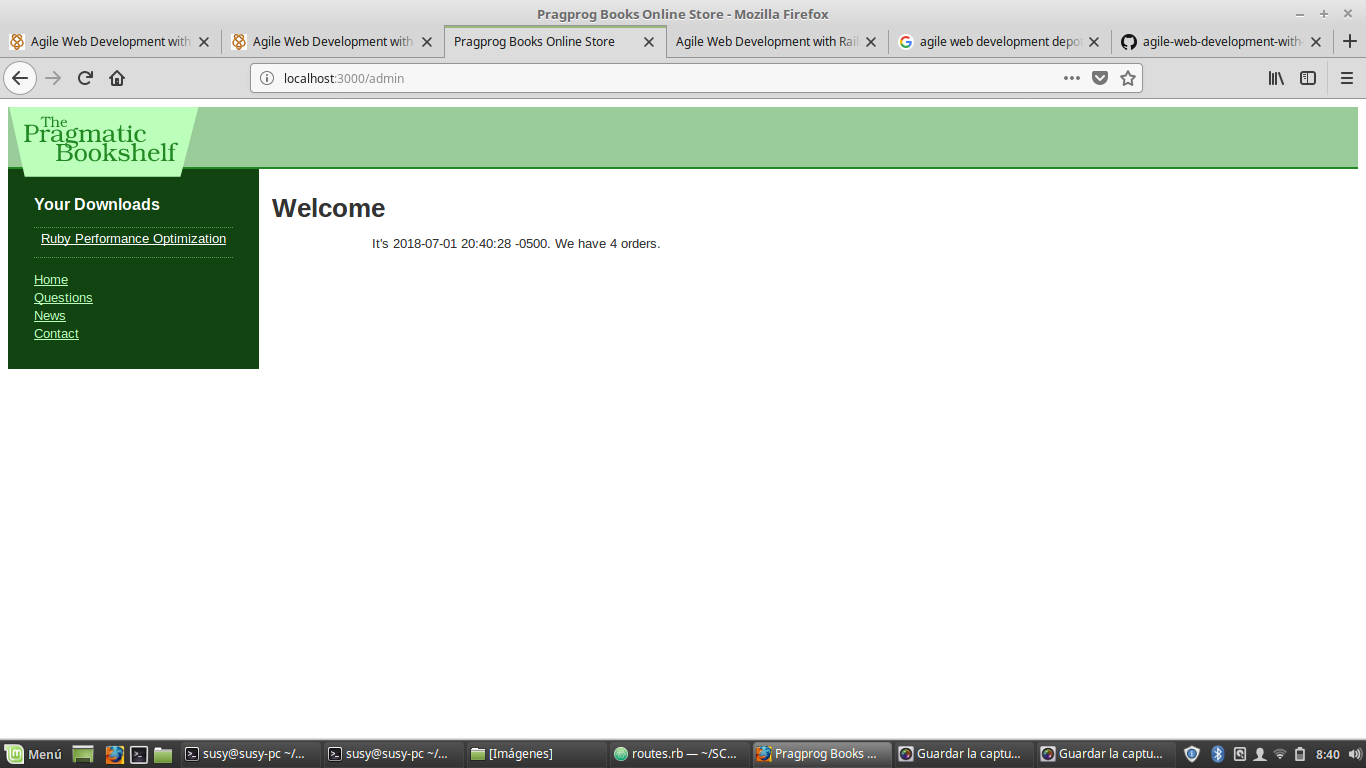 Pragprog Books Online Store - Mozilla Firefox
Agile Web Development with
Agile Web Development with
Pragprog Books Online Store
Agile Web Development with Rail
agile web development depot
agile-web-development-with-
localhost:3000/admin
The
Pragmatic
Bookshelf
Your Downloads
Ruby Performance Optimization
Home
Questions
News
Contact
Welcome
It's 2018-07-01 20:40:28 -0500. We have 4 orders.
Menú
susy@susy-pc ~/...
susy@susy-pc ~/...
[Imágenes]
routes.rb — ~/SC...
Pragprog Books ...
Guardar la captu...
Guardar la captu...
8:40